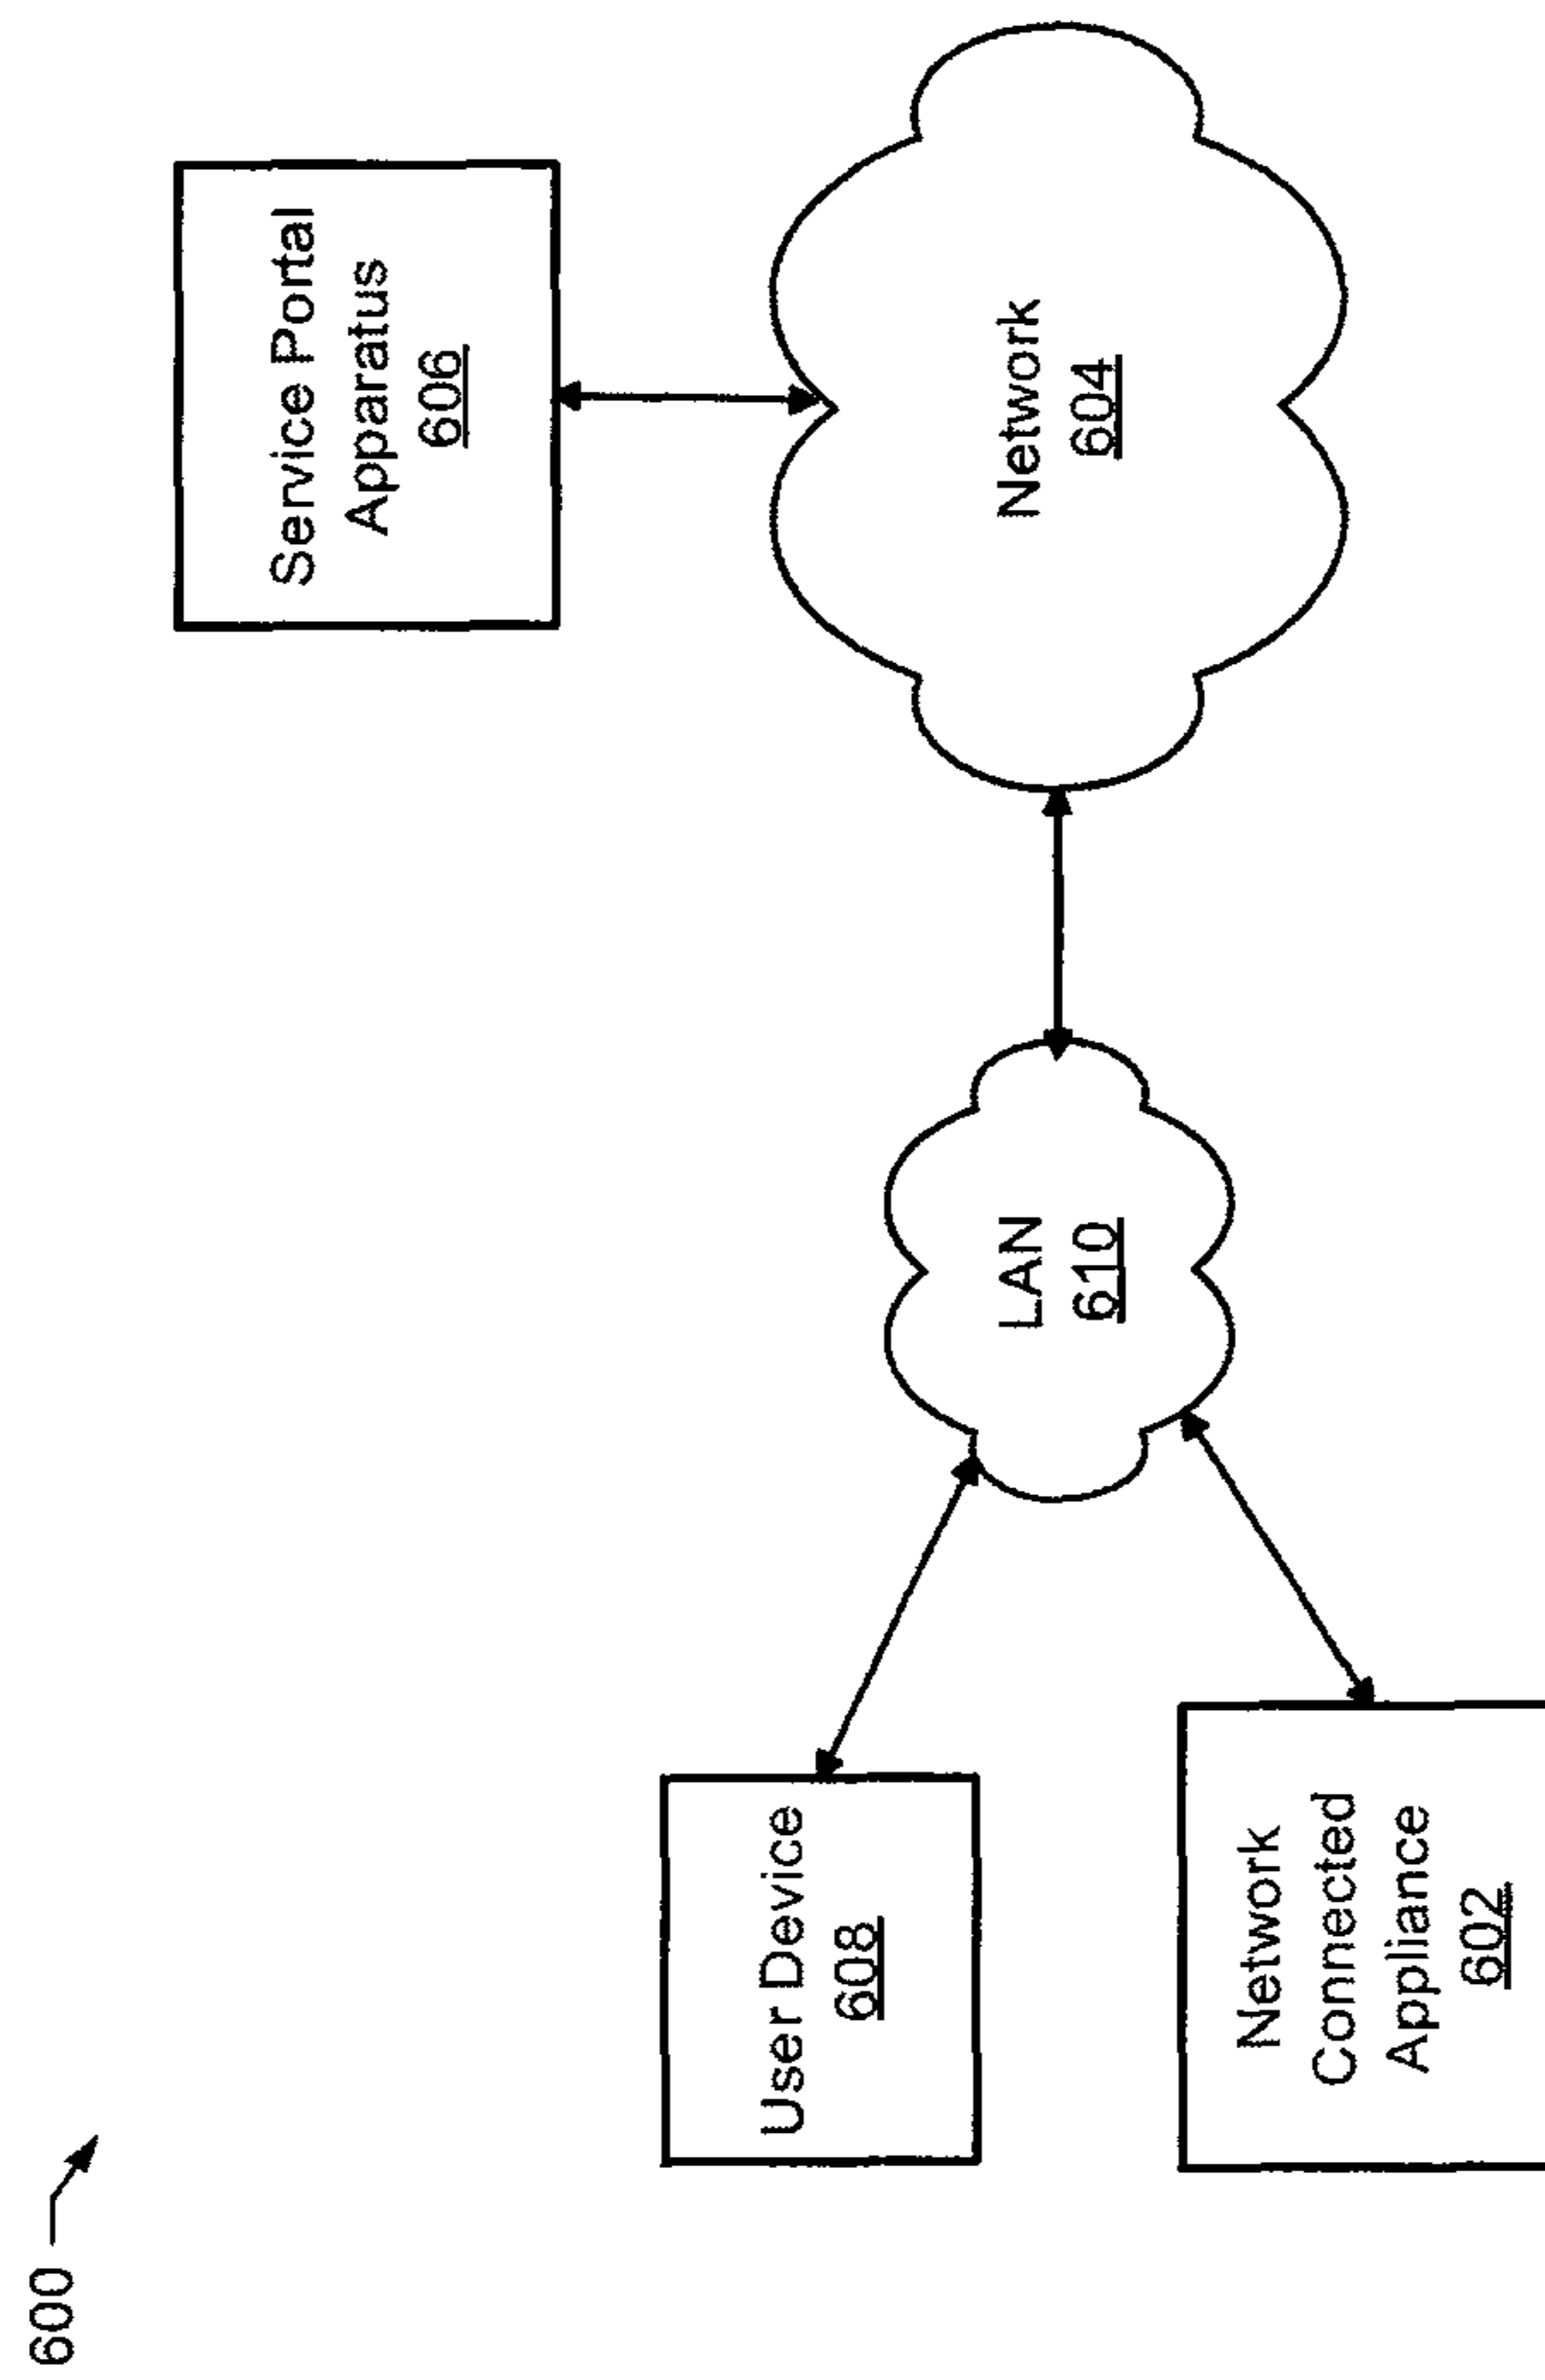 600
Service Portal
Apparatus
606
User Device
608
LAN
610
Network
604
Network
Connected
Appliance
602